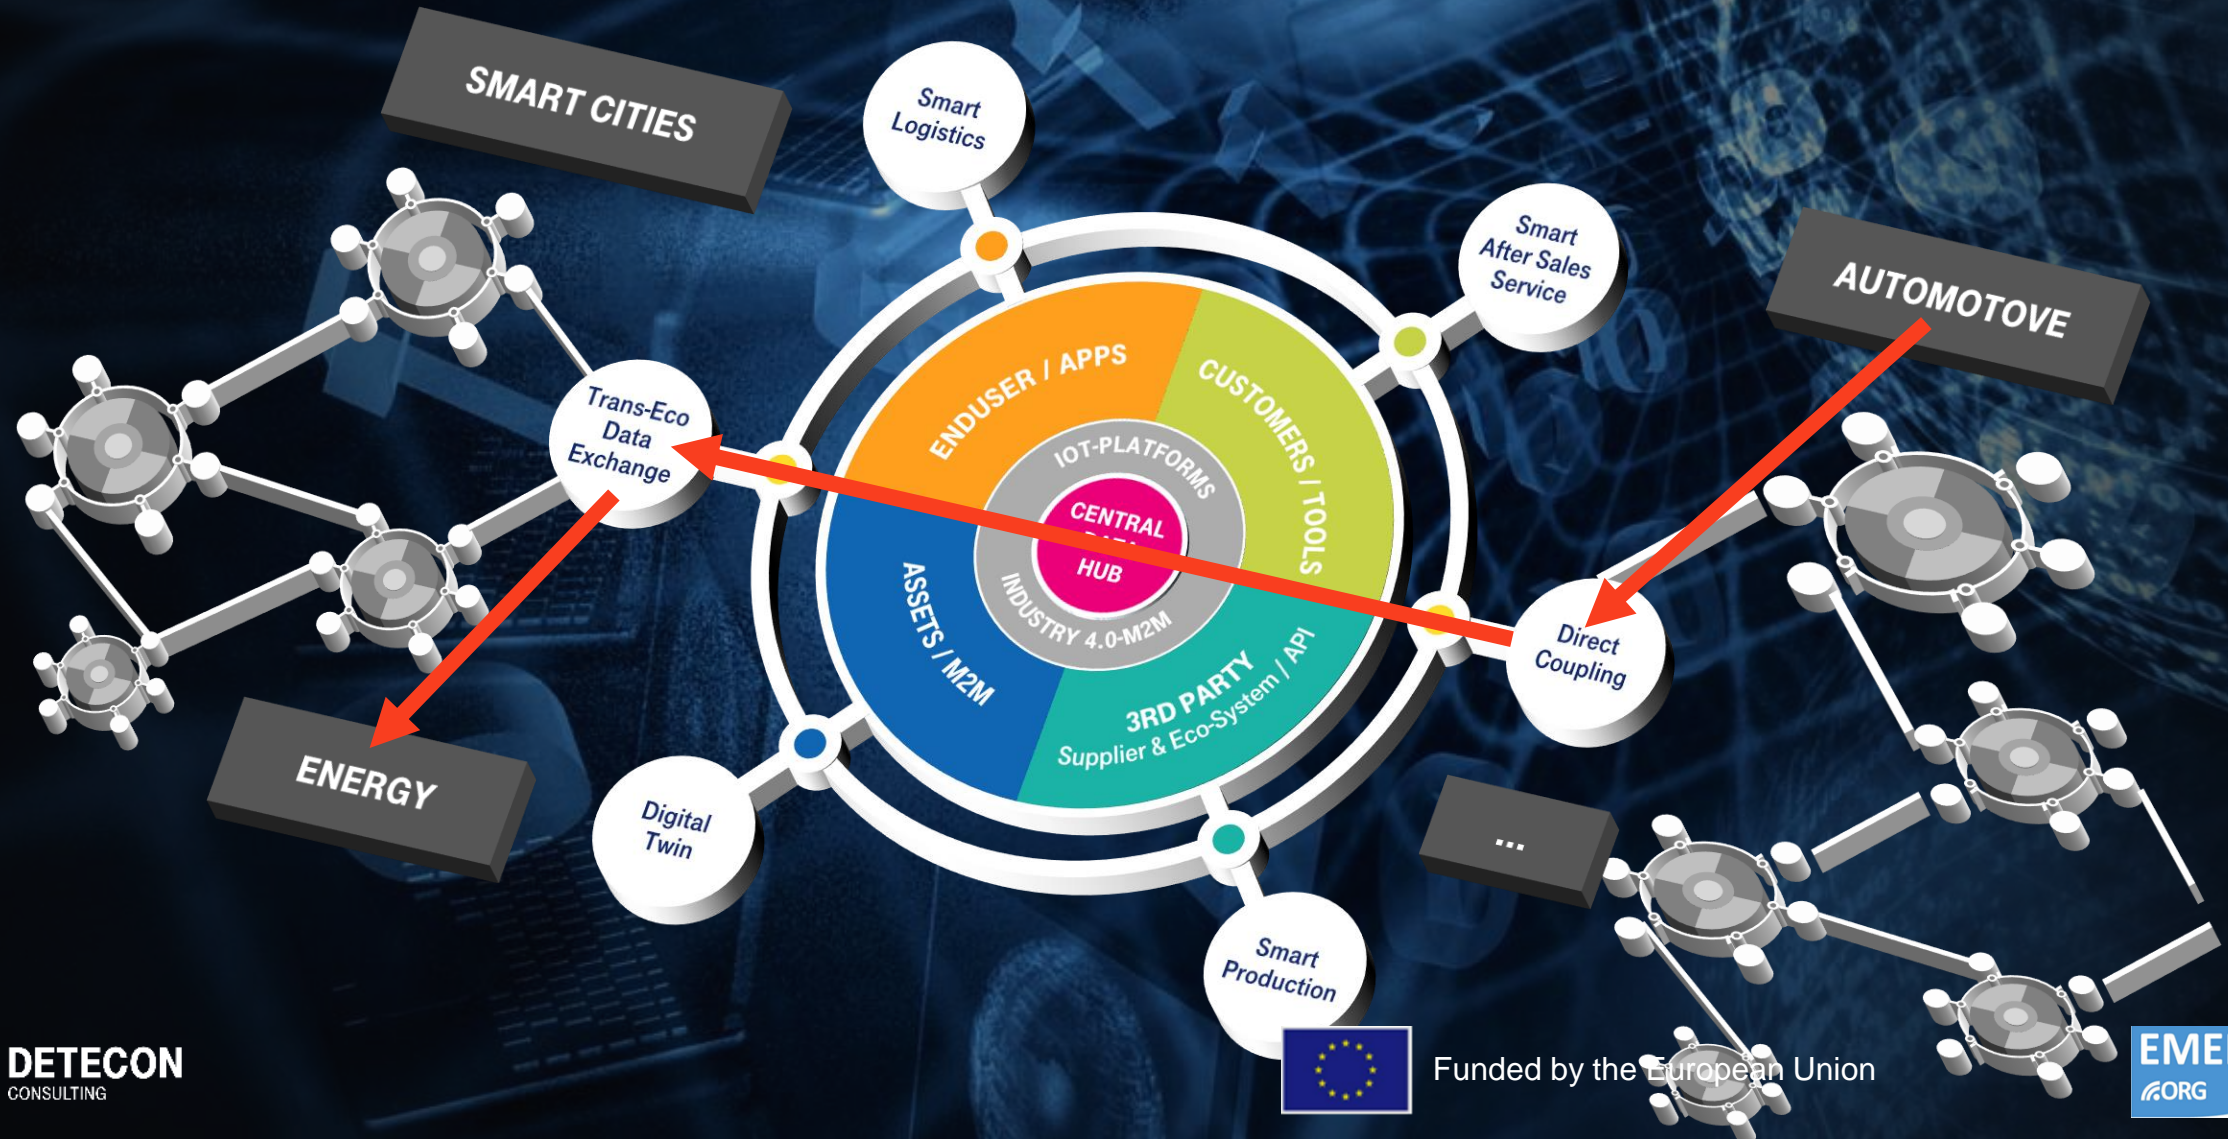 SMART CITIES
Smart
Logistics
Smart
After Sales
Service
AUTOMOTOVE
Trans-Eco
Data
Exchange
ENDUSER / APPS
CUSTOMERS / TOOLS
IOT-PLATFORMS
CENTRAL
HUB
INDUSTRY 4.0-M2M
ASSETS / M2M
3RD PARTY
Supplier & Eco-System / API
Direct
Coupling
ENERGY
Digital
Twin
...
Smart
Production
DETECON
CONSULTING
Funded by the European Union
EME
ORG